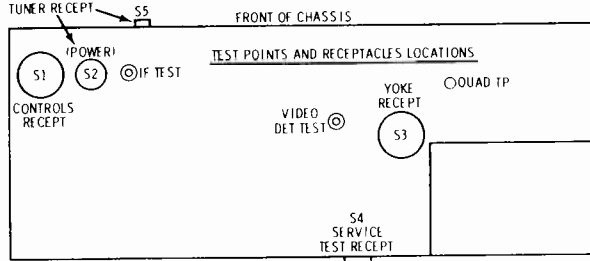 TUNER RECEPT
S5
FRONT OF CHASSIS
(POWER)
TEST POINTS AND RECEPTACLES LOCATIONS
S1
S2
IF TEST
CONTROLS
RECEPT
YOKE
RECEPT
QUAD TP
VIDEO
DET TEST
S3
S4
SERVICE
TEST RECEPT